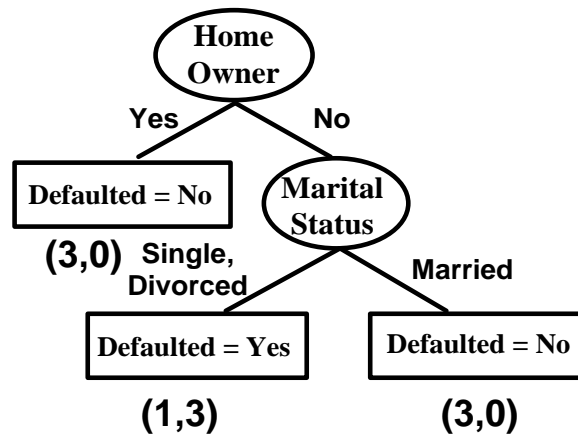 Home
Owner
Yes
No
Defaulted = No
Marital
Status
(3,0)
Single,
Divorced
Married
Defaulted = Yes
Defaulted = No
(1,3)
(3,0)